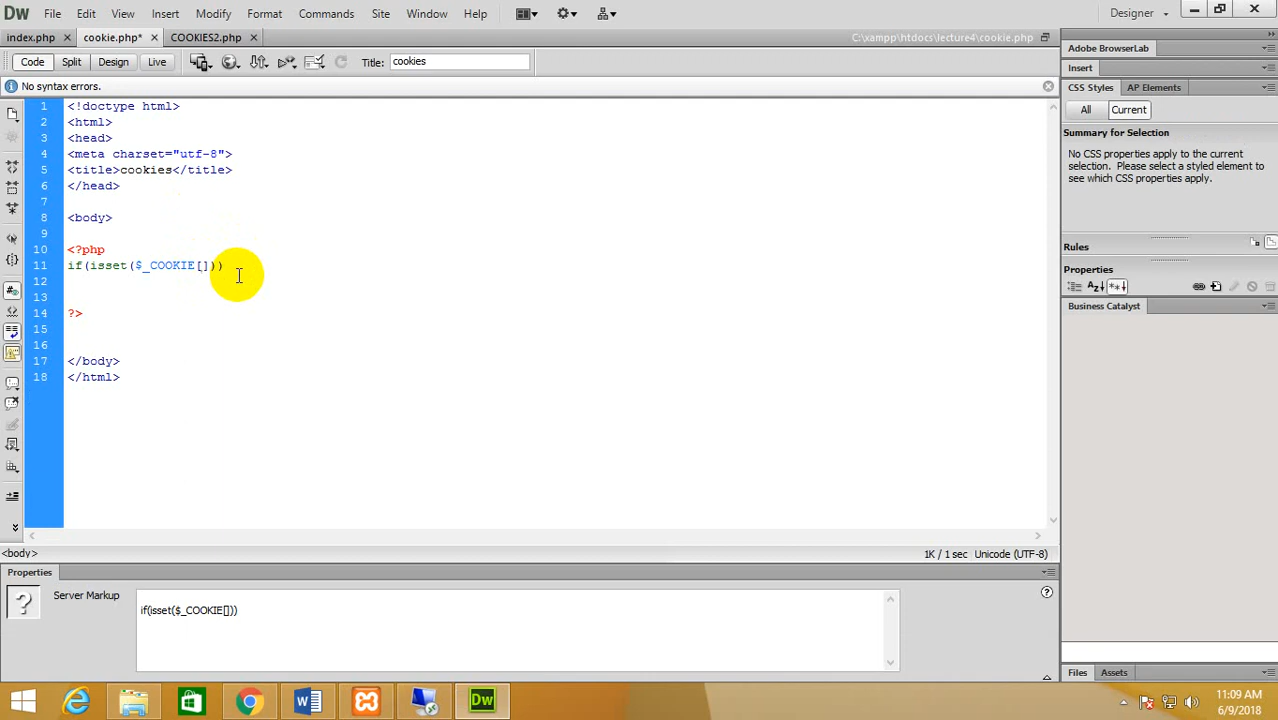 Dw File Edit View Insert Modify Format Commands Site Window Help Designer
index.php cookie.php* COOKIES2.php C:\xampp\htdocs\lecture4\cookie.php
Code Split Design Live Title: cookies
No syntax errors.
1 <!doctype html>
2 <html>
3 <head>
4 <meta charset="utf-8">
5 <title>cookies</title>
6 </head>
7
8 <body>
9
10 <?php
11 if(isset($_COOKIE[]))
12
13
14 ?>
15
16
17 </body>
18 </html>
<body> 1K / 1 sec Unicode (UTF-8)
Properties
Server Markup if(isset($_COOKIE[]))
Adobe BrowserLab
Insert
CSS Styles AP Elements
All Current
Summary for Selection
No CSS properties apply to the current
selection. Please select a styled element
to see which CSS properties apply.
Rules
Properties
Business Catalyst
Files Assets
11:09 AM
6/9/2018